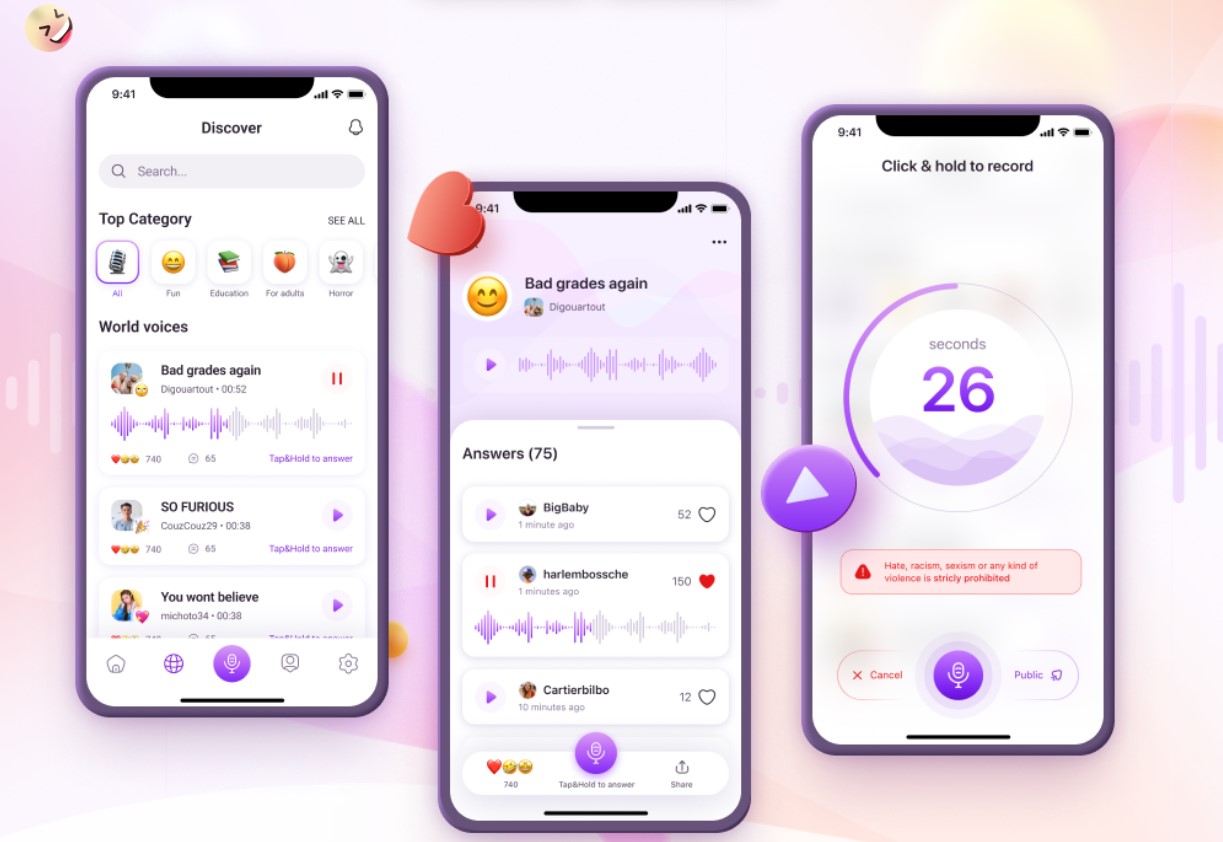 9:41
Discover
Search...
Top Category
SEE ALL
All
Fun
Education
For adults
Horror
World voices
Bad grades again
Digouartout • 00:52
740
65
Tap&Hold to answer
SO FURIOUS
CouzCouz29 • 00:38
740
65
Tap&Hold to answer
You wont believe
michoto34 • 00:38
9:41
Bad grades again
Digouartout
Answers (75)
BigBaby
1 minute ago
52
harlembossche
1 minutes ago
150
Cartierbilbo
10 minutes ago
12
740
Tap&Hold to answer
Share
9:41
Click & hold to record
seconds
26
Hate, racism, sexism or any kind of
violence is stricly prohibited
Cancel
Public